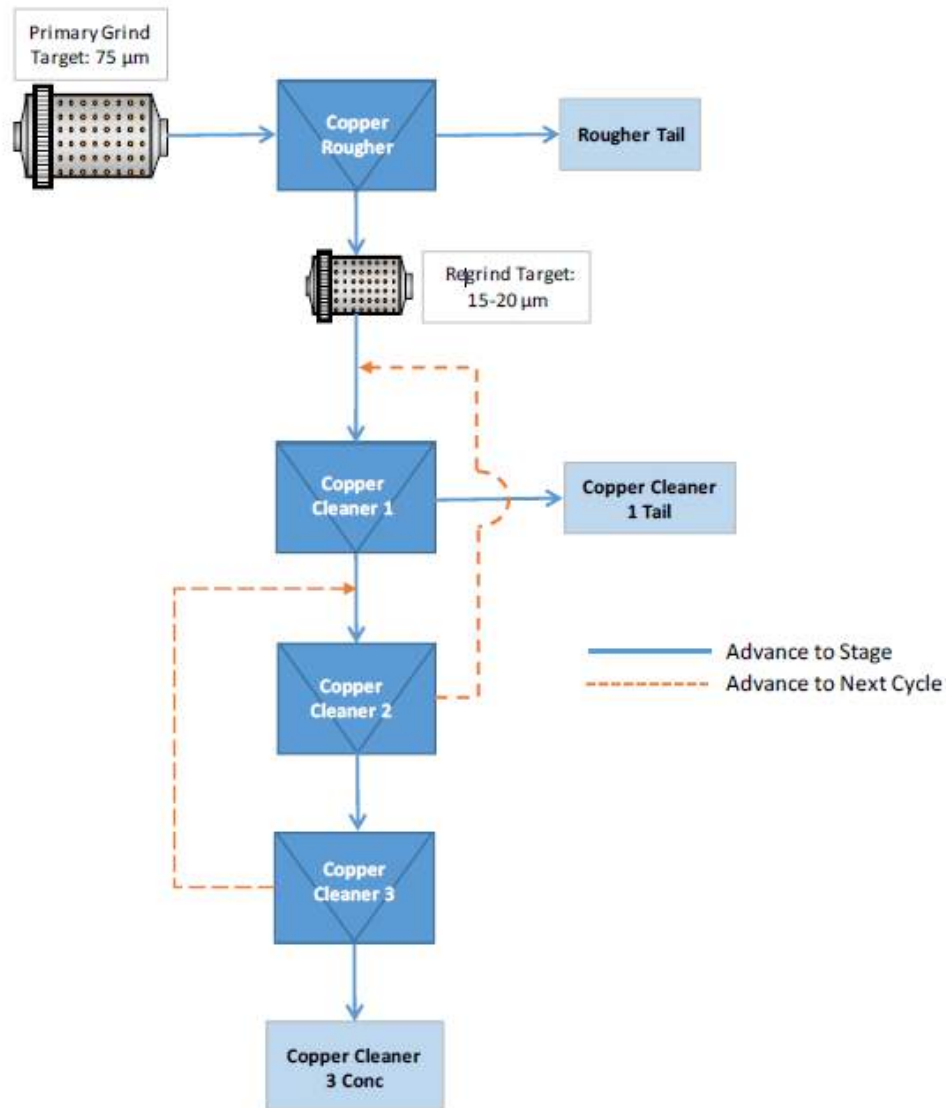 Primary Grind
Target: 75 µm
Copper
Rougher
Rougher Tail
Regrind Target:
15-20 µm
Copper
Cleaner 1
Copper Cleaner
1 Tail
Copper
Cleaner 2
Advance to Stage
Advance to Next Cycle
Copper
Cleaner 3
Copper Cleaner
3 Conc